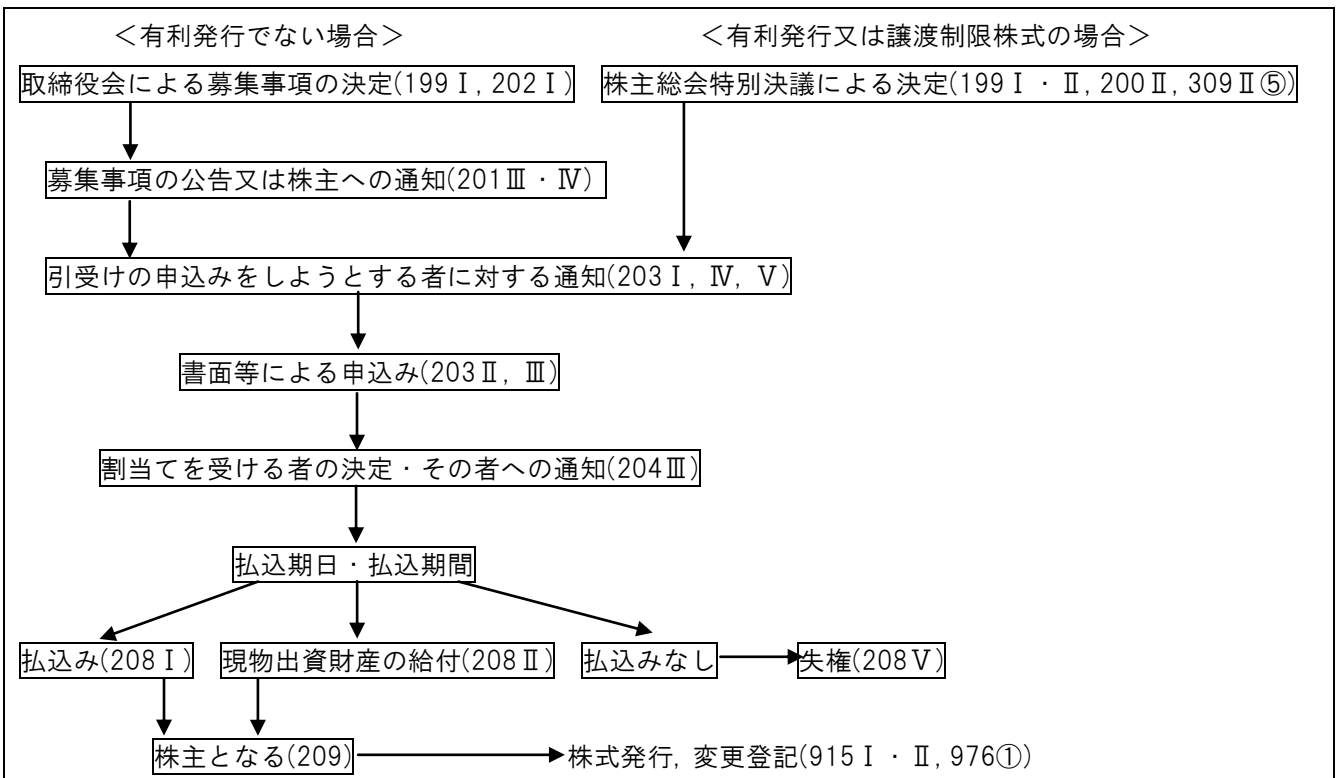 ＜有利発行でない場合＞
＜有利発行又は譲渡制限株式の場合＞
取締役会による募集事項の決定(199Ⅰ,202Ⅰ)
株主総会特別決議による決定(199Ⅰ・Ⅱ,200Ⅱ,309Ⅱ⑤)
募集事項の公告又は株主への通知(201Ⅲ・Ⅳ)
引受けの申込みをしようとする者に対する通知(203Ⅰ,Ⅳ,Ⅴ)
書面等による申込み(203Ⅱ,Ⅲ)
割当てを受ける者の決定・その者への通知(204Ⅲ)
払込期日・払込期間
払込み(208Ⅰ)
現物出資財産の給付(208Ⅱ)
払込みなし
失権(208Ⅴ)
株主となる(209)
株式発行,変更登記(915Ⅰ・Ⅱ,976①)